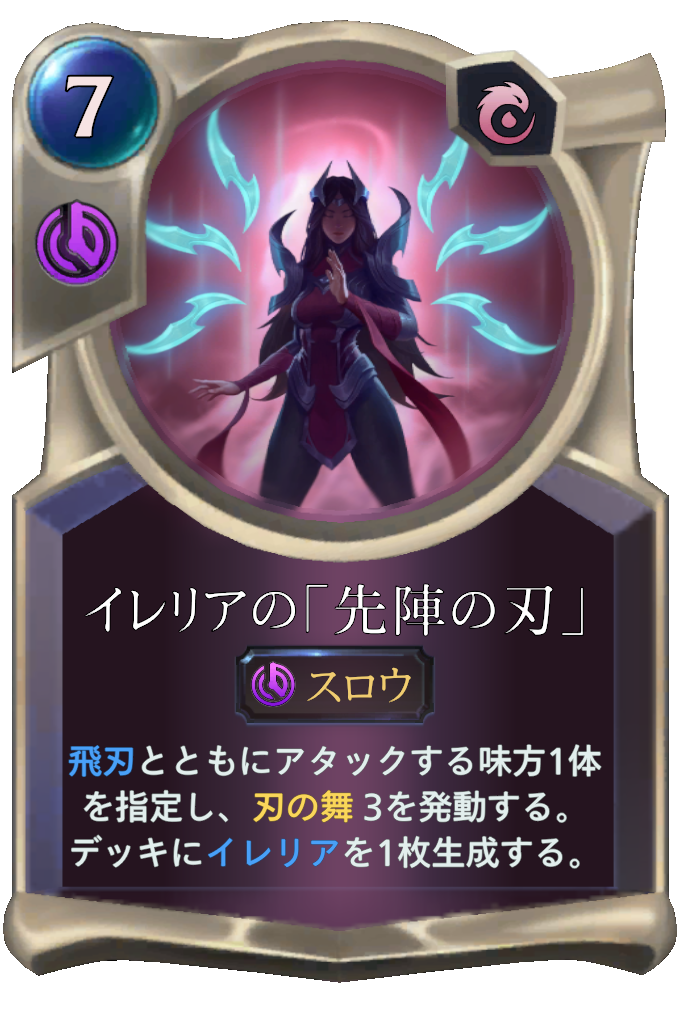 7
イレリアの「先陣の刃」
スロウ
飛刃とともにアタックする味方1体
を指定し、刃の舞 3を発動する。
デッキにイレリアを1枚生成する。